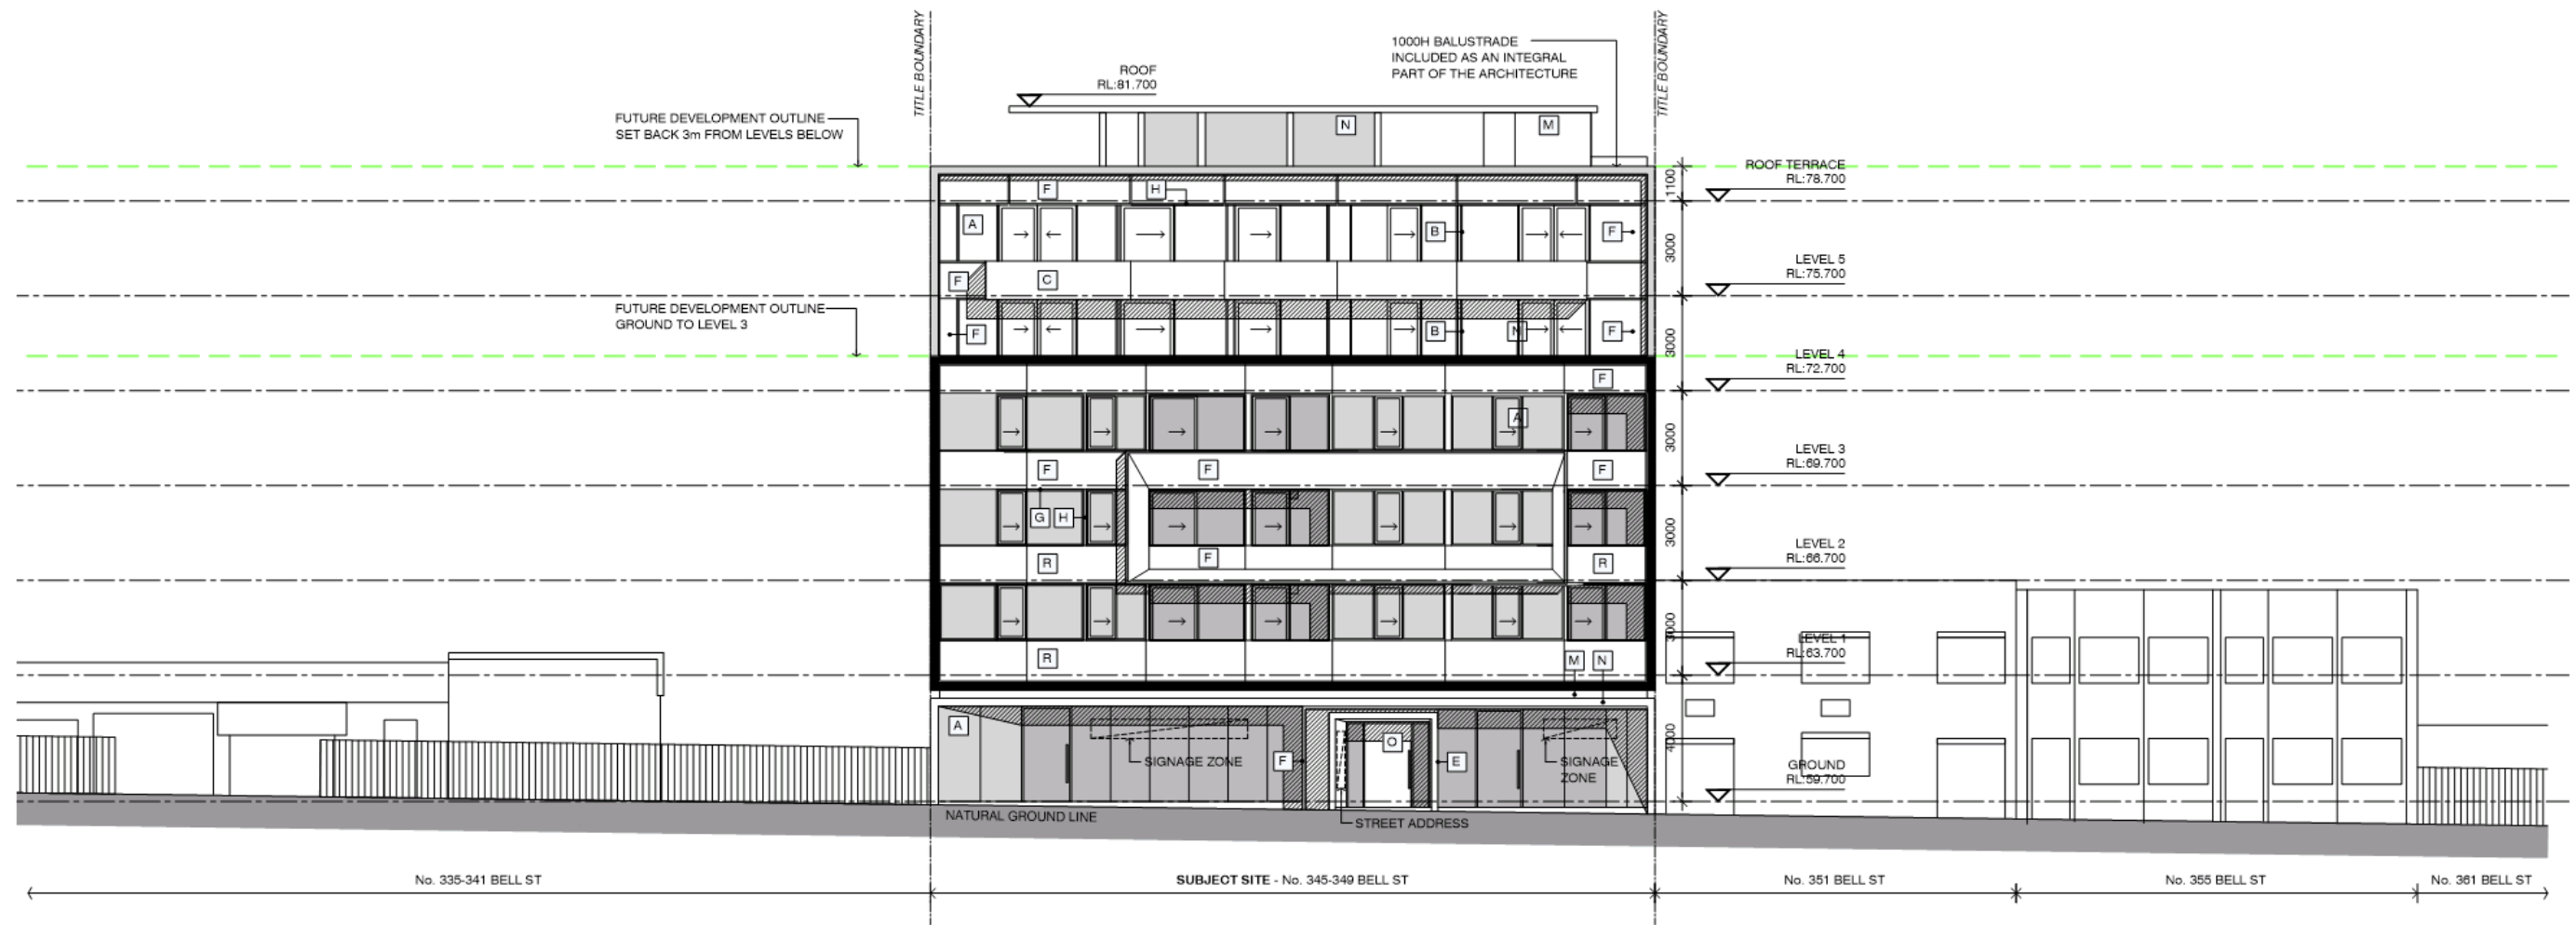 TITLE BOUNDARY
TITLE BOUNDARY
1000H BALUSTRADE
INCLUDED AS AN INTEGRAL
PART OF THE ARCHITECTURE
ROOF
RL:81.700
FUTURE DEVELOPMENT OUTLINE
SET BACK 3m FROM LEVELS BELOW
N
M
ROOF TERRACE
RL:78.700
1100
F
H
A
B
F
3000
LEVEL 5
RL:75.700
F
C
FUTURE DEVELOPMENT OUTLINE
GROUND TO LEVEL 3
F
B
N
F
3000
LEVEL 4
RL:72.700
F
A
3000
LEVEL 3
RL:69.700
F
F
F
G
H
3000
LEVEL 2
RL:66.700
R
F
R
3000
LEVEL 1
RL:63.700
R
M
N
A
SIGNAGE ZONE
F
O
E
SIGNAGE
ZONE
4000
GROUND
RL:59.700
NATURAL GROUND LINE
STREET ADDRESS
No. 335-341 BELL ST
SUBJECT SITE - No. 345-349 BELL ST
No. 351 BELL ST
No. 355 BELL ST
No. 361 BELL ST